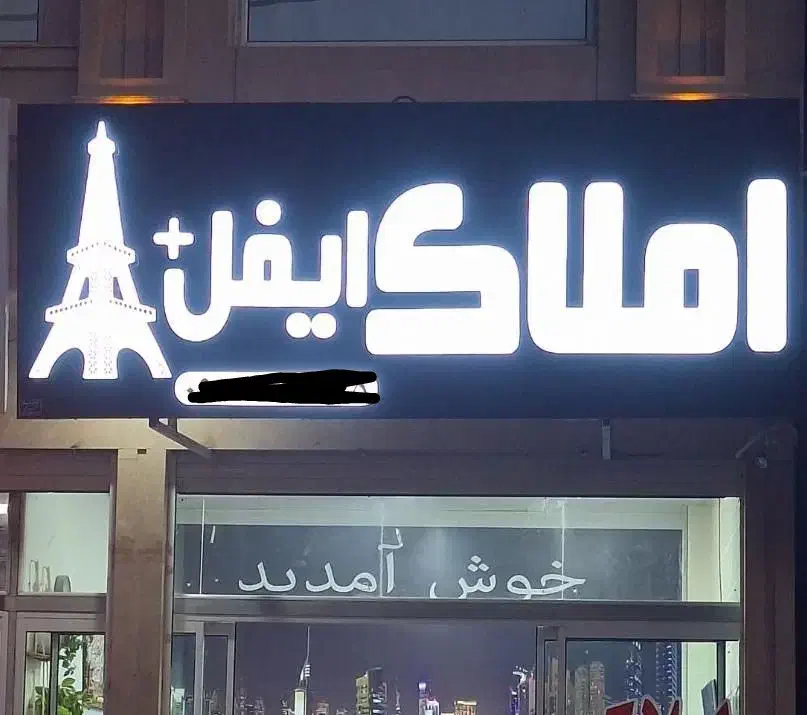 املاک ایفل+
خوش آمدید